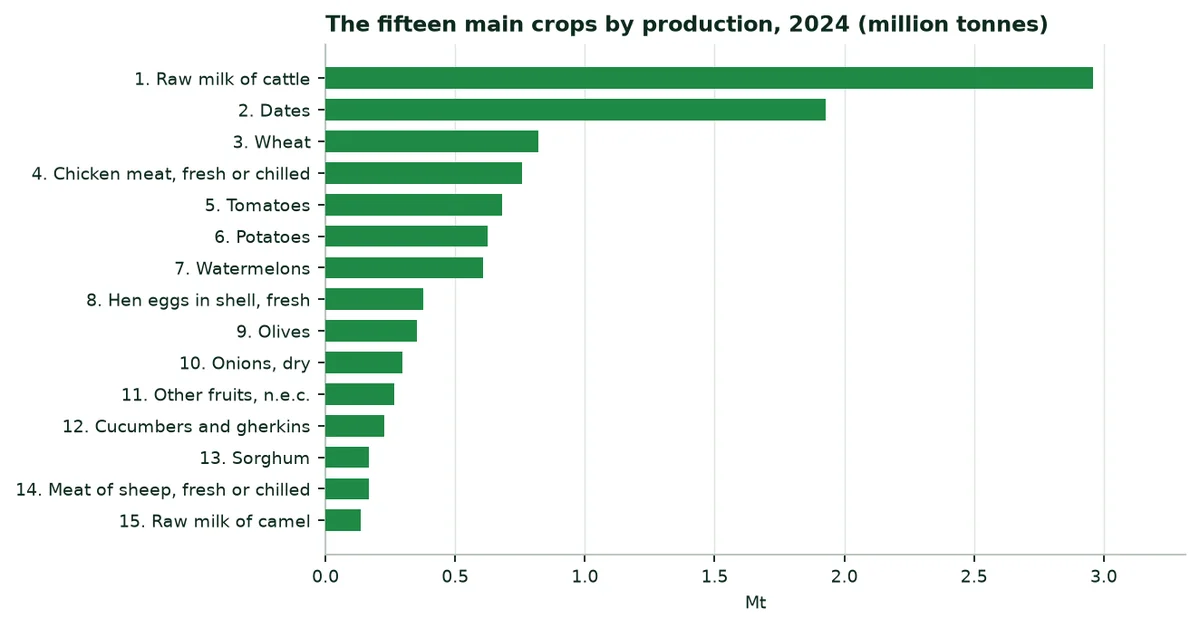 The fifteen main crops by production, 2024 (million tonnes)
1. Raw milk of cattle
2. Dates
3. Wheat
4. Chicken meat, fresh or chilled
5. Tomatoes
6. Potatoes
7. Watermelons
8. Hen eggs in shell, fresh
9. Olives
10. Onions, dry
11. Other fruits, n.e.c.
12. Cucumbers and gherkins
13. Sorghum
14. Meat of sheep, fresh or chilled
15. Raw milk of camel
0.0 0.5 1.0 1.5 2.0 2.5 3.0
Mt